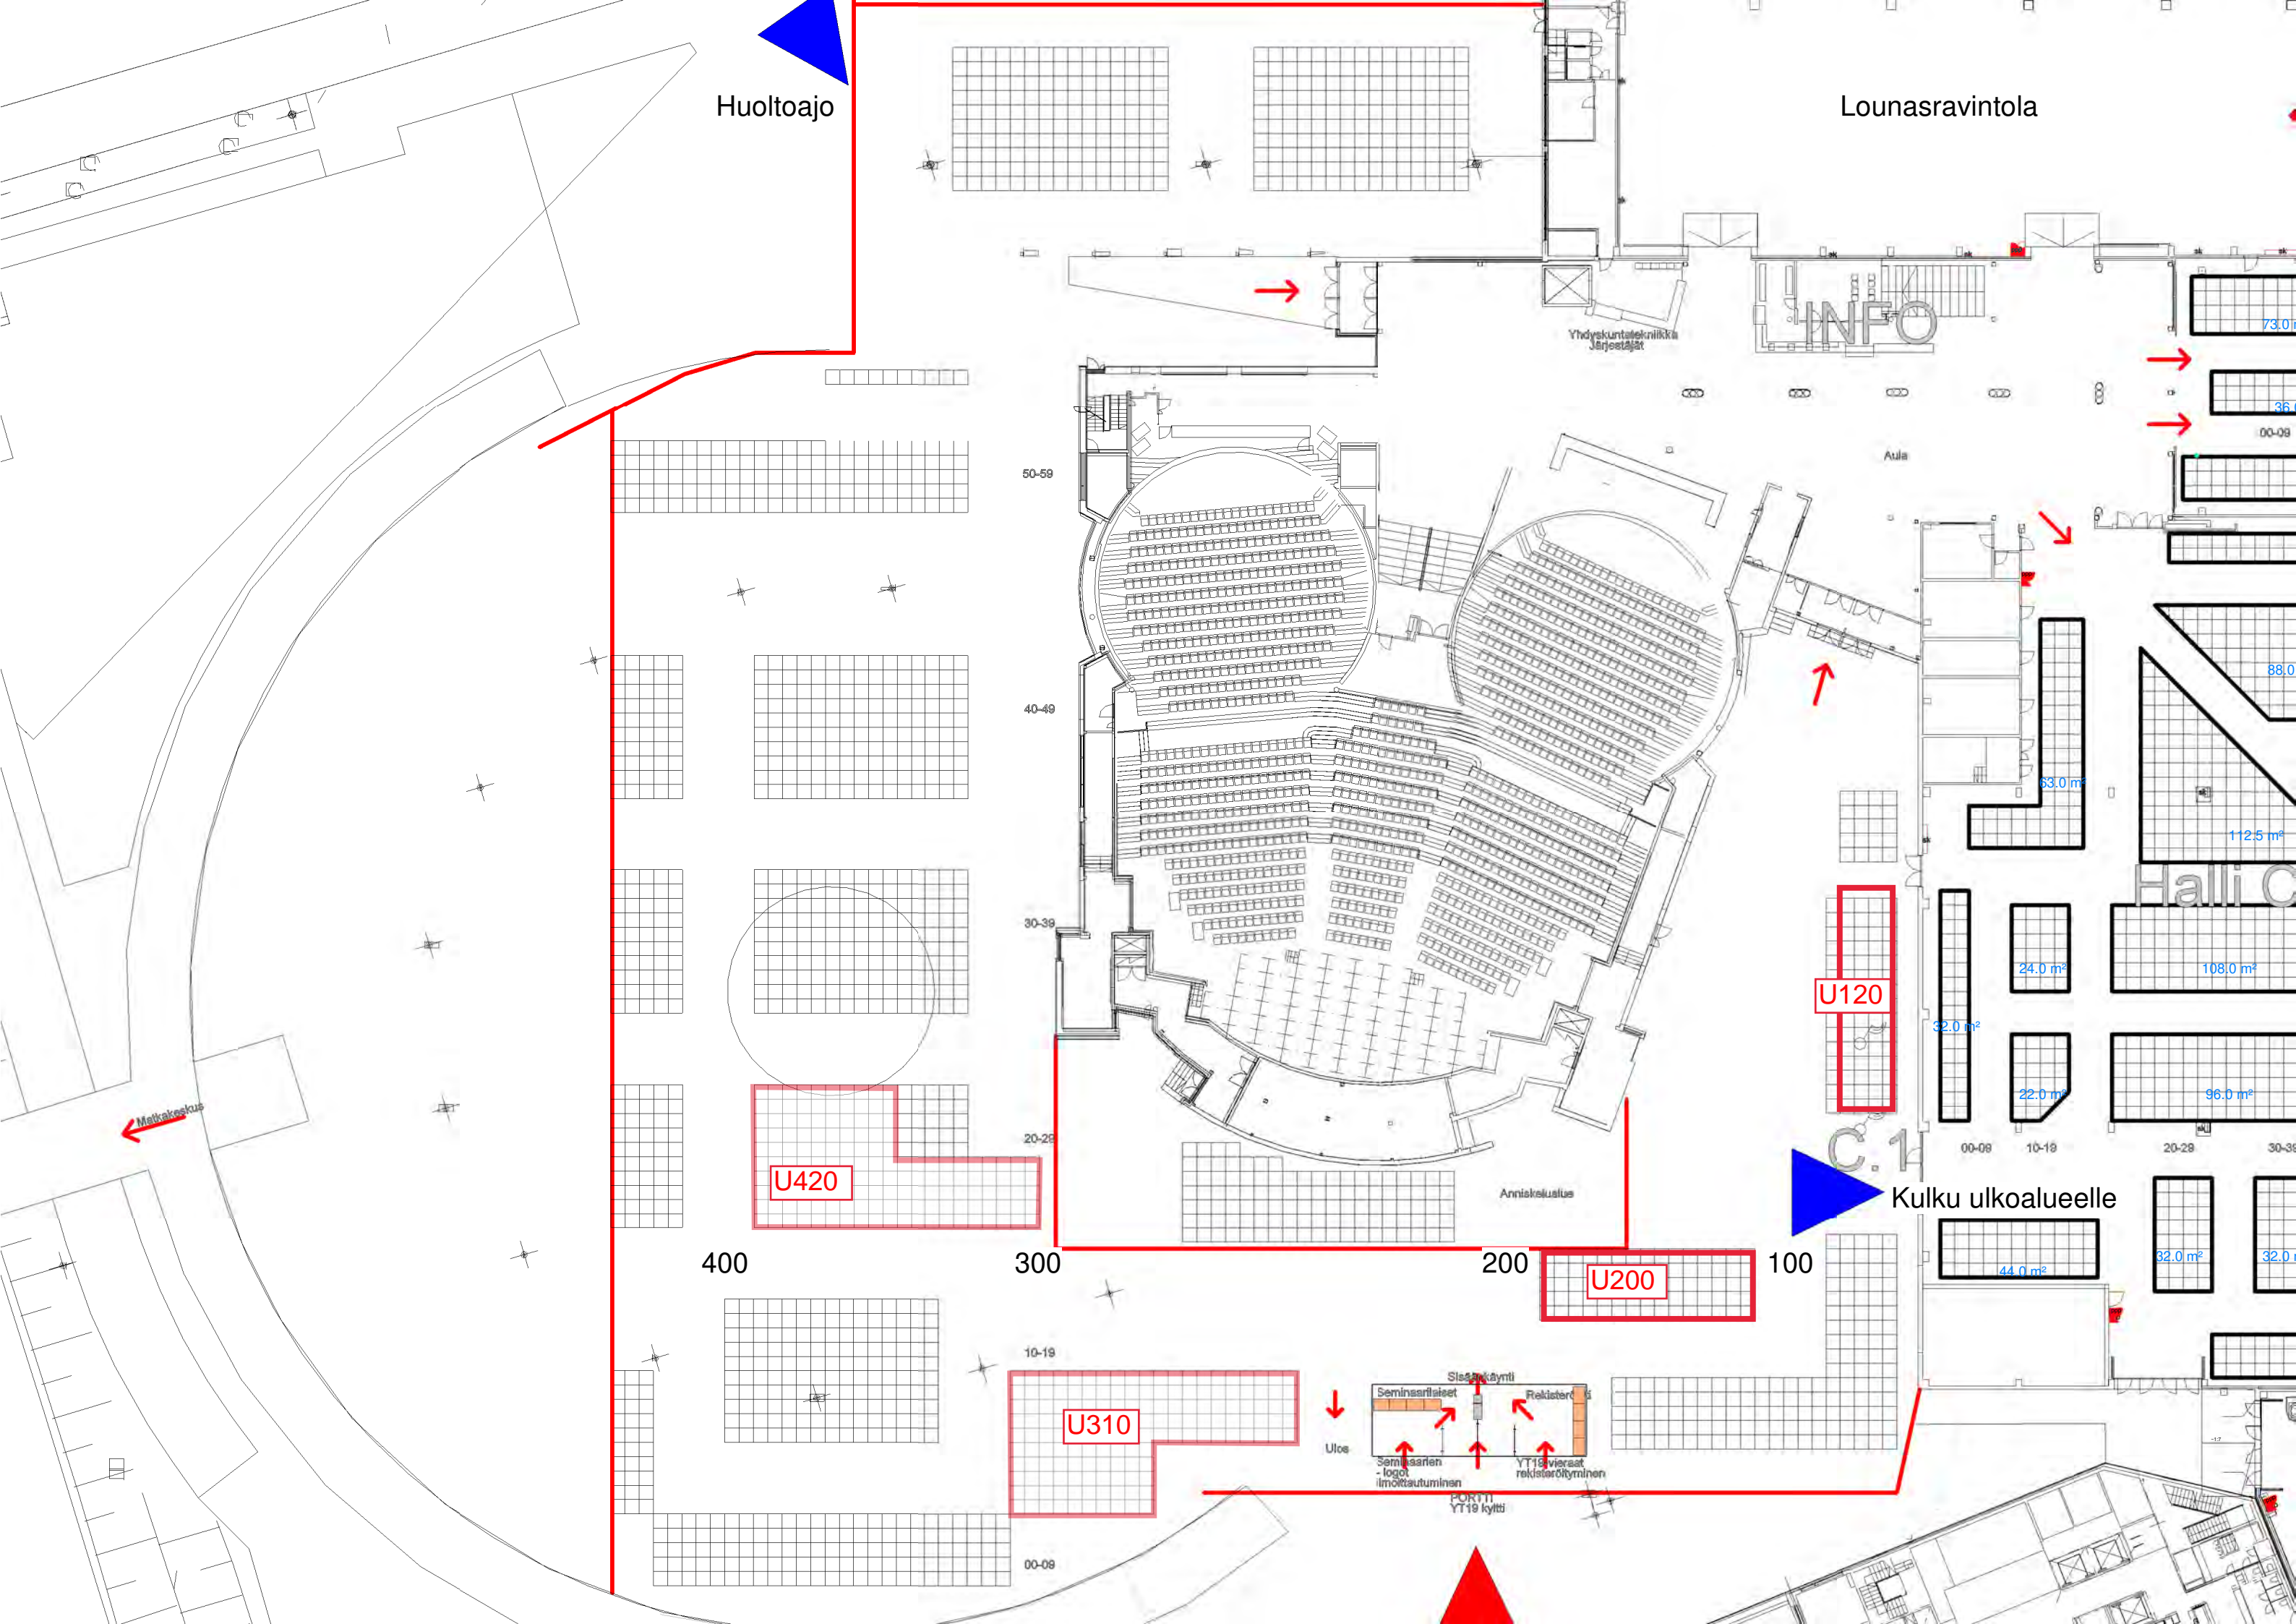 Huoltoajo
Lounasravintola
Yhdyskuntatekniikka
Järjestäjät
INFO
Aula
73.0
36.
00-09
50-59
40-49
30-39
20-29
10-19
00-09
88.0
63.0 m²
112.5 m²
Halli C
U120
24.0 m²
108.0 m²
32.0 m²
22.0 m²
96.0 m²
C.1
00-09
10-19
20-29
30-39
Matkakeskus
U420
Anniskelualue
Kulku ulkoalueelle
400
300
200
100
U200
44.0 m²
32.0 m²
32.0
U310
Ulos
Sisäänkäynti
Seminaarilaiset
Seminaarien
- logot
ilmoittautuminen
YT19 vieraat
rekisteröityminen
PORTTI
YT19 kyltti